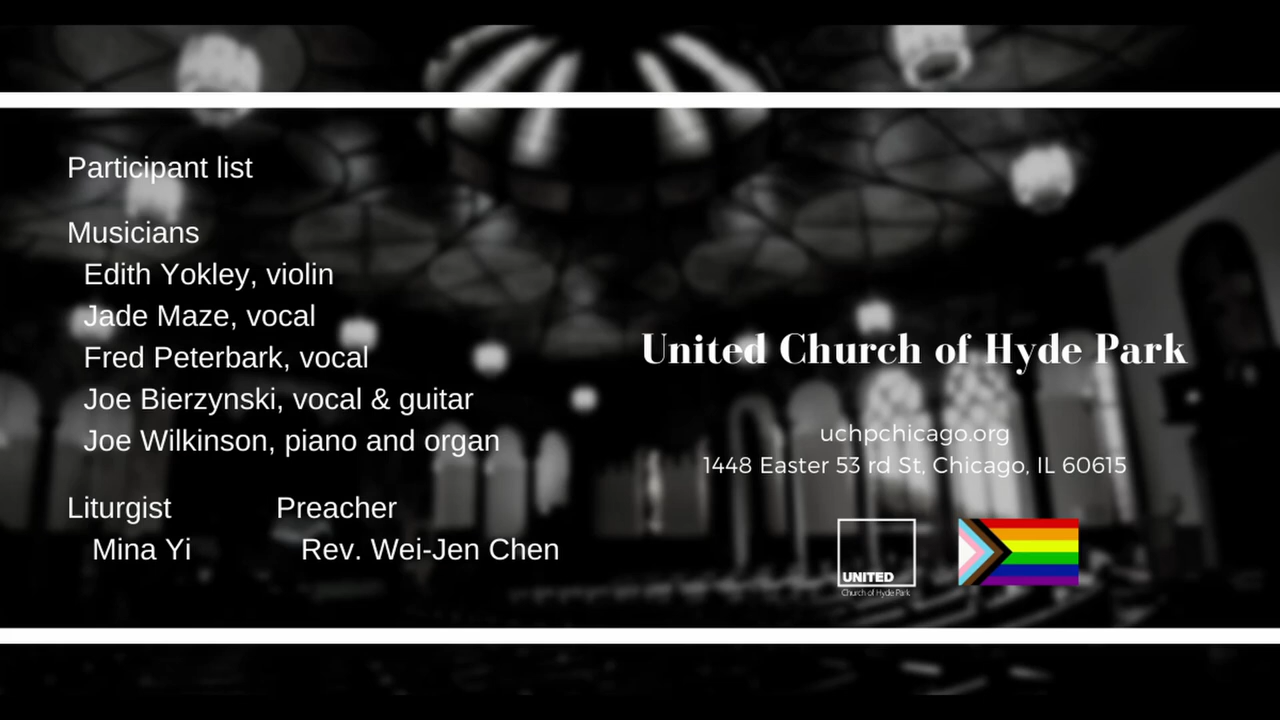 Participant list
Musicians
Edith Yokley, violin
Jade Maze, vocal
Fred Peterbark, vocal
Joe Bierzynski, vocal & guitar
Joe Wilkinson, piano and organ
Liturgist Preacher
Mina Yi Rev. Wei-Jen Chen
United Church of Hyde Park
uchpchicago.org
1448 Easter 53 rd St, Chicago, IL 60615
UNITED
Church of Hyde Park